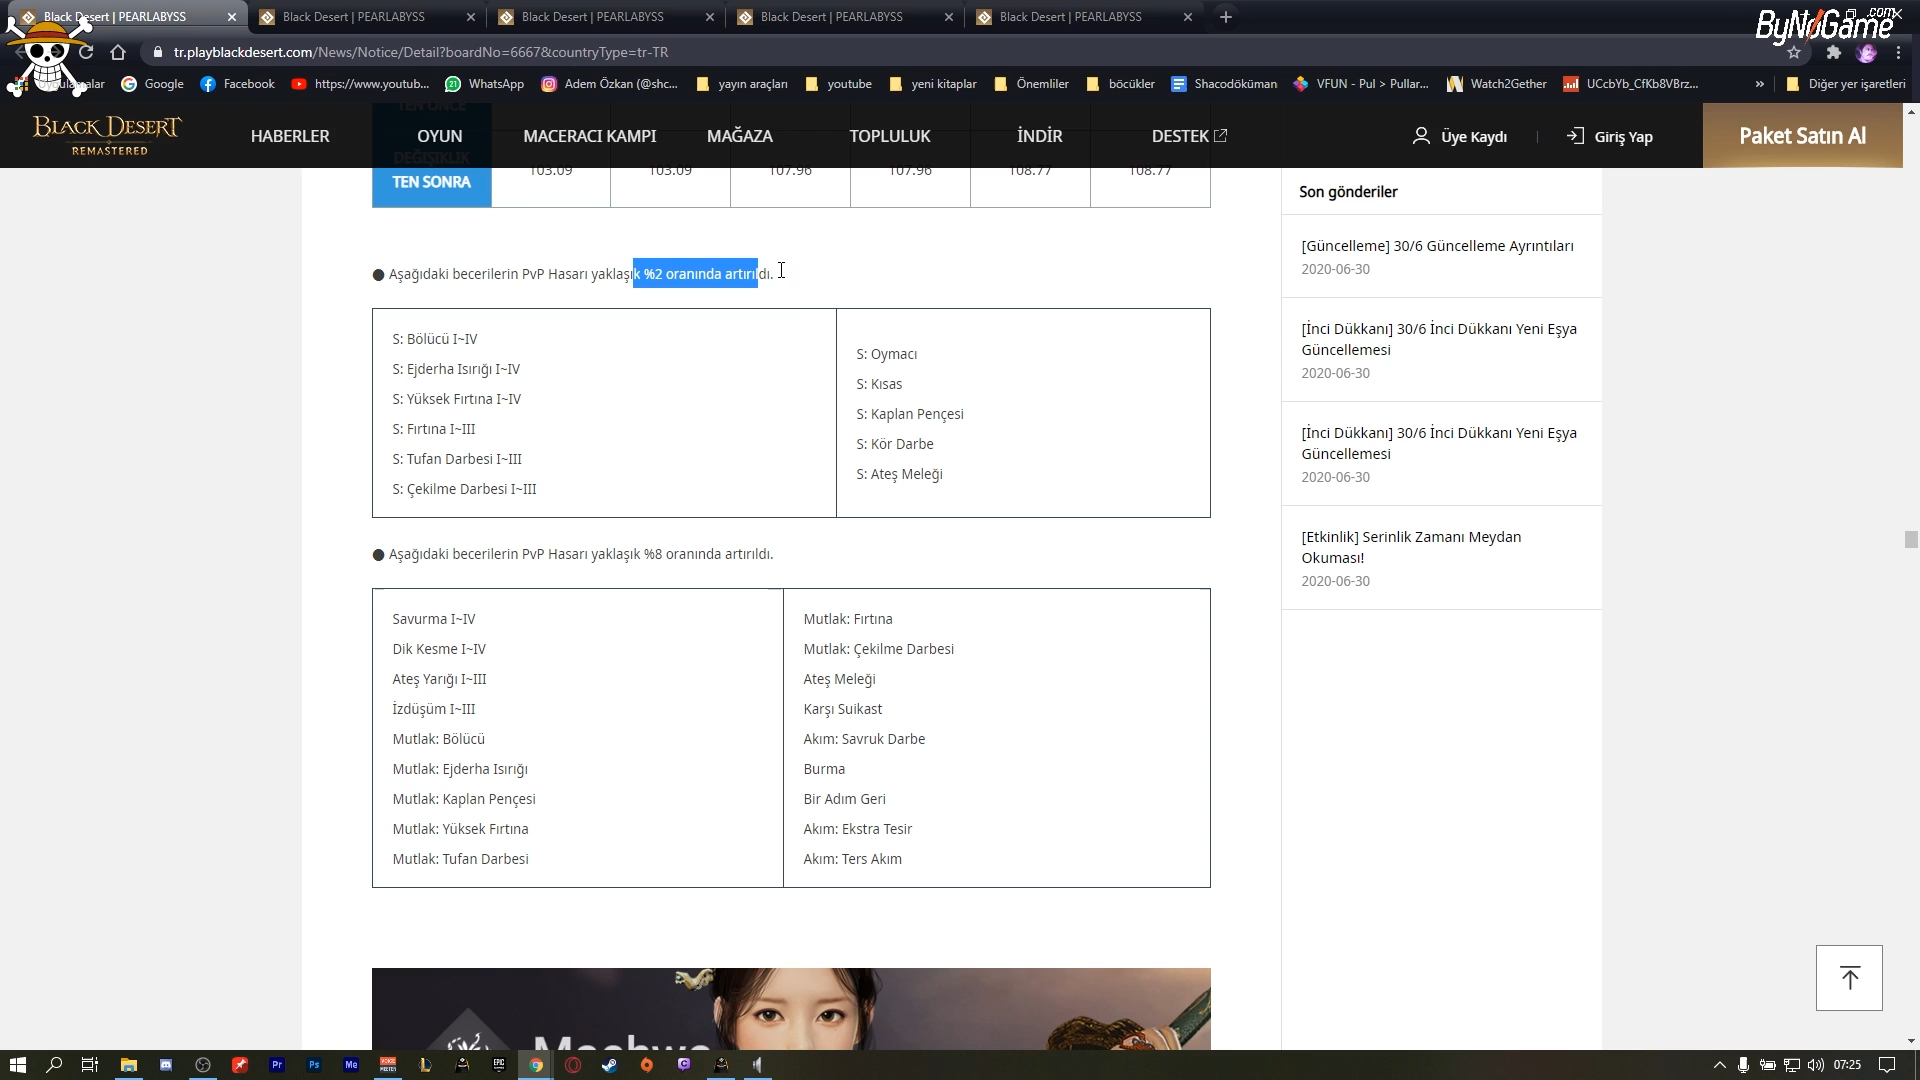 Black Desert | PEARLABYSS
Black Desert | PEARLABYSS
Black Desert | PEARLABYSS
Black Desert | PEARLABYSS
Black Desert | PEARLABYSS
ByNoGame
.com
tr.playblackdesert.com/News/Notice/Detail?boardNo=6667&countryType=tr-TR
Google
Facebook
https://www.youtub...
WhatsApp
Adem Özkan (@shc...
yayın araçları
youtube
yeni kitaplar
Önemliler
böcükler
Shacodöküman
VFUN - Pul > Pullar...
Watch2Gether
UCcbYb_CfKb8VBrz...
»
Diğer yer işaretleri
BLACK DESERT
REMASTERED
HABERLER
OYUN
MACERACI KAMPI
MAĞAZA
TOPLULUK
İNDİR
DESTEK
Üye Kaydı
Giriş Yap
Paket Satın Al
TEN ÖNCE
DEĞIŞIKLIK
TEN SONRA
103.09
103.09
107.96
107.96
108.77
108.77
● Aşağıdaki becerilerin PvP Hasarı yaklaşık %2 oranında artırıldı.
S: Bölücü I~IV
S: Ejderha Isırığı I~IV
S: Yüksek Fırtına I~IV
S: Fırtına I~III
S: Tufan Darbesi I~III
S: Çekilme Darbesi I~III
S: Oymacı
S: Kısas
S: Kaplan Pençesi
S: Kör Darbe
S: Ateş Meleği
● Aşağıdaki becerilerin PvP Hasarı yaklaşık %8 oranında artırıldı.
Savurma I~IV
Dik Kesme I~IV
Ateş Yarığı I~III
İzdüşüm I~III
Mutlak: Bölücü
Mutlak: Ejderha Isırığı
Mutlak: Kaplan Pençesi
Mutlak: Yüksek Fırtına
Mutlak: Tufan Darbesi
Mutlak: Fırtına
Mutlak: Çekilme Darbesi
Ateş Meleği
Karşı Suikast
Akım: Savruk Darbe
Burma
Bir Adım Geri
Akım: Ekstra Tesir
Akım: Ters Akım
Son gönderiler
[Güncelleme] 30/6 Güncelleme Ayrıntıları
2020-06-30
[İnci Dükkanı] 30/6 İnci Dükkanı Yeni Eşya
Güncellemesi
2020-06-30
[İnci Dükkanı] 30/6 İnci Dükkanı Yeni Eşya
Güncellemesi
2020-06-30
[Etkinlik] Serinlik Zamanı Meydan
Okuması!
2020-06-30
Pr
Ps
Me
07:25